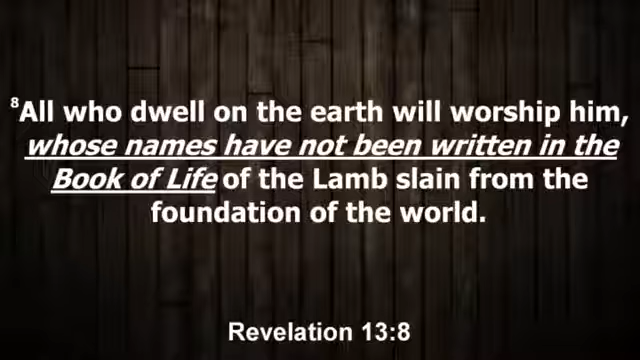 ⁸All who dwell on the earth will worship him,
whose names have not been written in the
Book of Life of the Lamb slain from the
foundation of the world.
Revelation 13:8